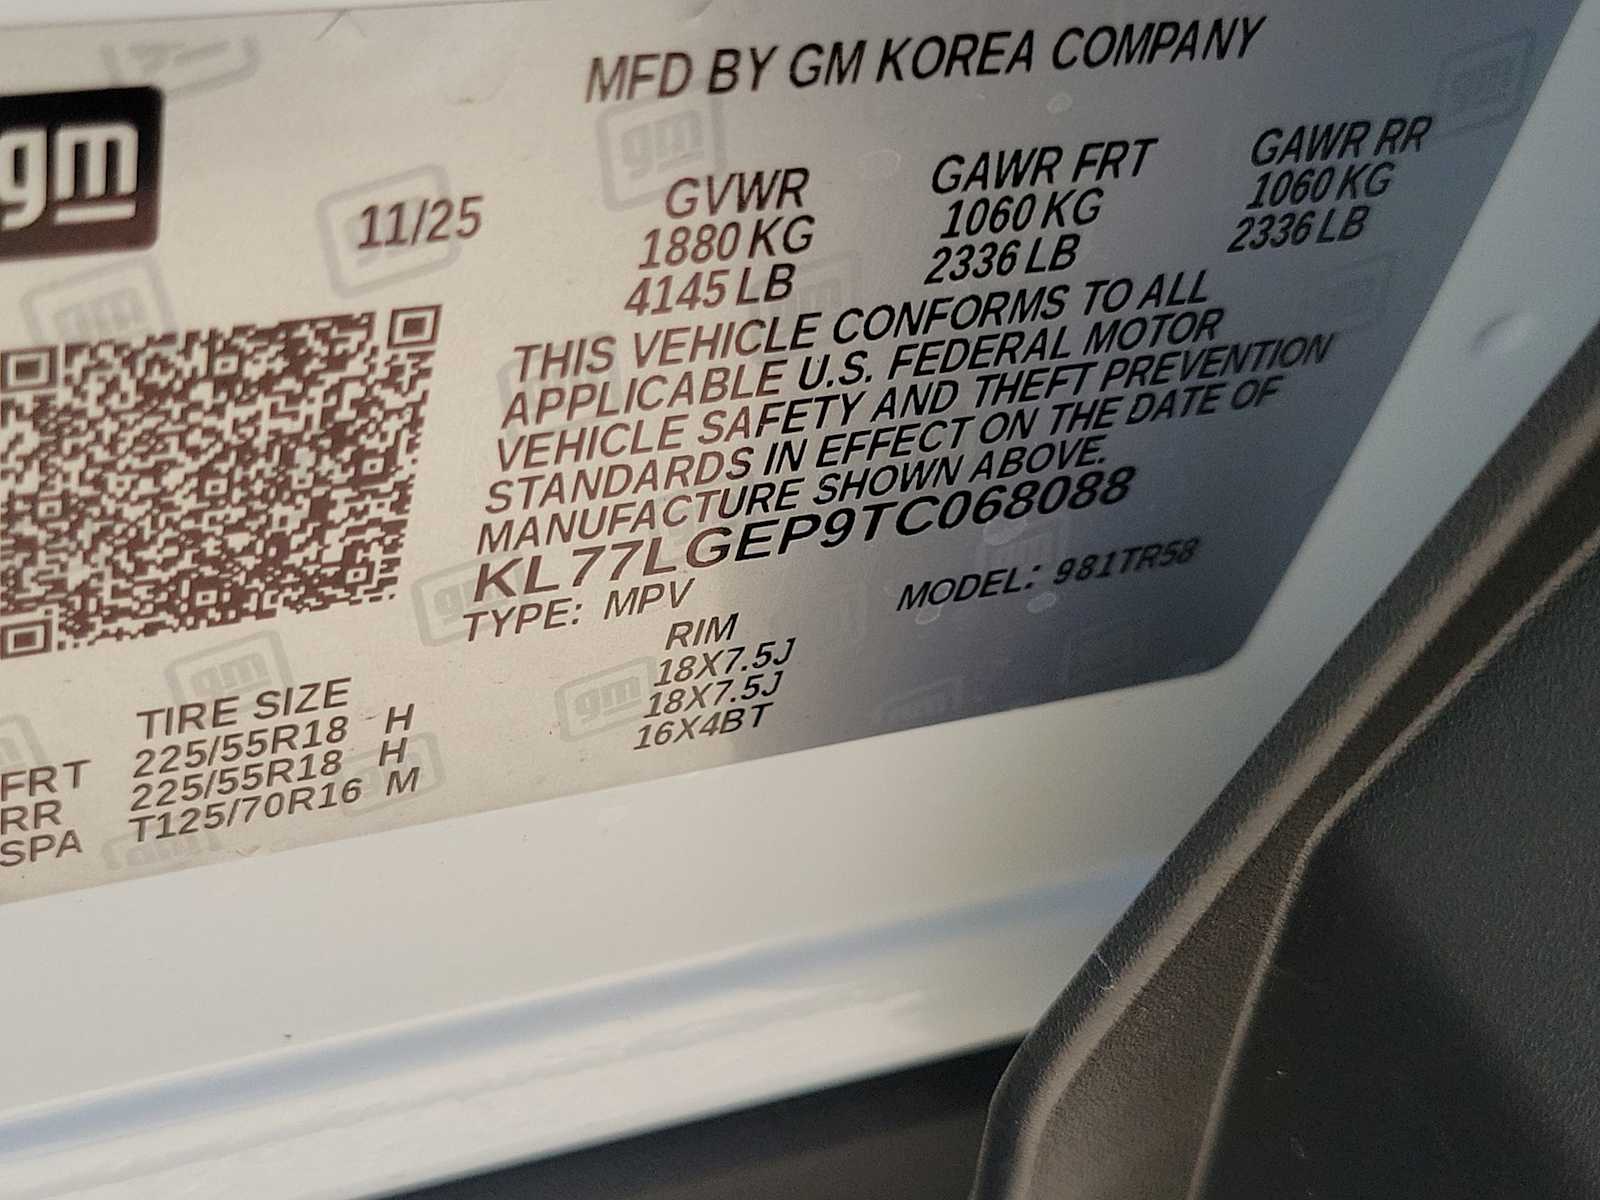 MFD BY GM KOREA COMPANY
gm
11/25
GVWR GAWR FRT GAWR RR
1880 KG 1060 KG 1060 KG
4145 LB 2336 LB 2336 LB
THIS VEHICLE CONFORMS TO ALL
APPLICABLE U.S. FEDERAL MOTOR
VEHICLE SAFETY AND THEFT PREVENTION
STANDARDS IN EFFECT ON THE DATE OF
MANUFACTURE SHOWN ABOVE.
KL77LGEP9TC068088
TYPE: MPV MODEL: 981TR58
TIRE SIZE RIM
FRT 225/55R18 H 18X7.5J
RR 225/55R18 H 18X7.5J
SPA T125/70R16 M 16X4BT